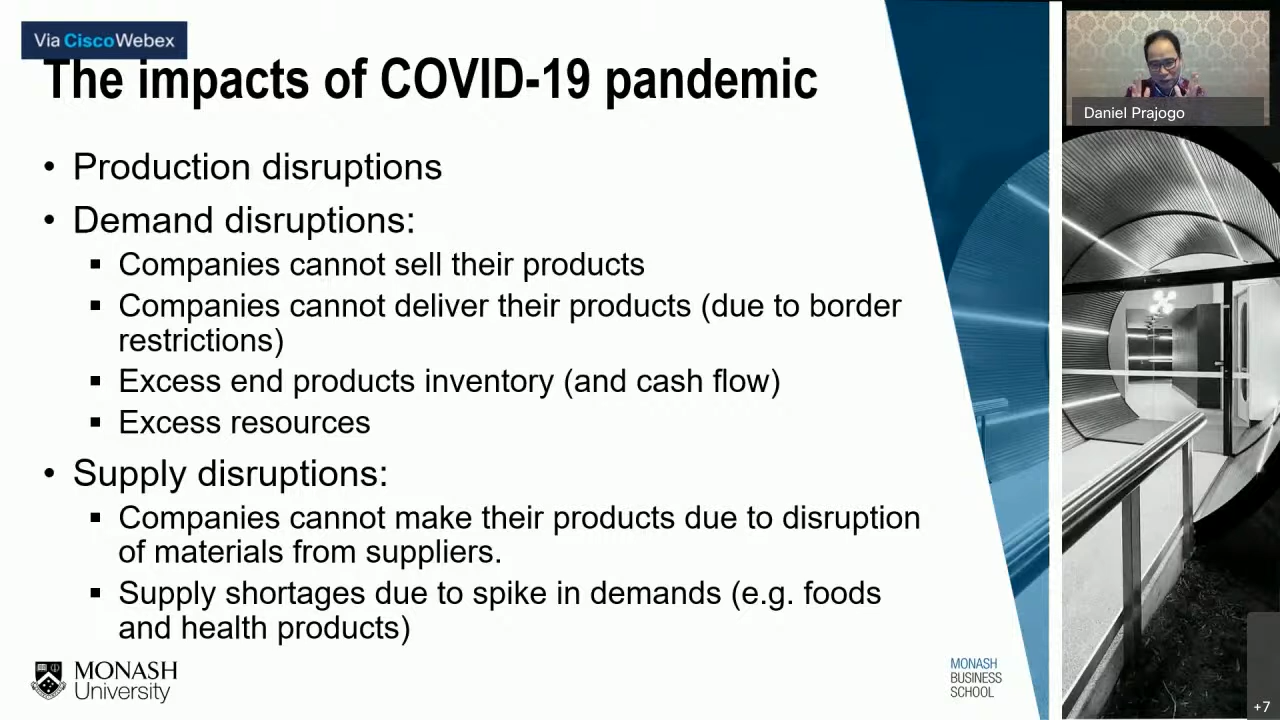 Via CiscoWebex
The impacts of COVID-19 pandemic
• Production disruptions
• Demand disruptions:
▪ Companies cannot sell their products
▪ Companies cannot deliver their products (due to border
restrictions)
▪ Excess end products inventory (and cash flow)
▪ Excess resources
• Supply disruptions:
▪ Companies cannot make their products due to disruption
of materials from suppliers.
▪ Supply shortages due to spike in demands (e.g. foods
and health products)
MONASH
University
MONASH
BUSINESS
SCHOOL
Daniel Prajogo
+7